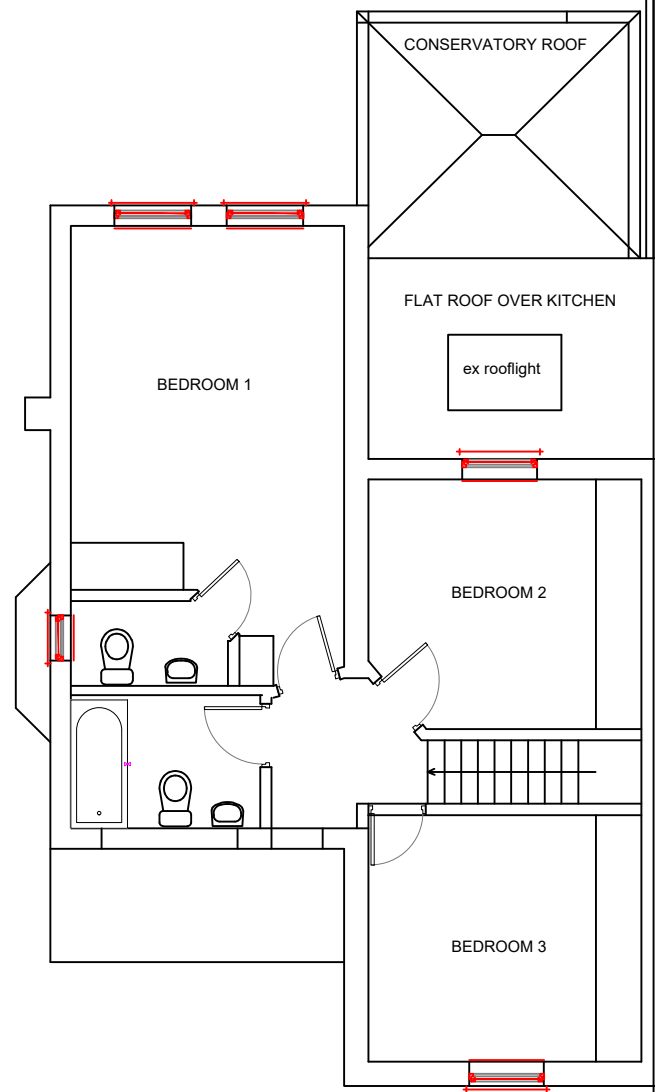 CONSERVATORY ROOF
FLAT ROOF OVER KITCHEN
ex rooflight
BEDROOM 1
BEDROOM 2
BEDROOM 3